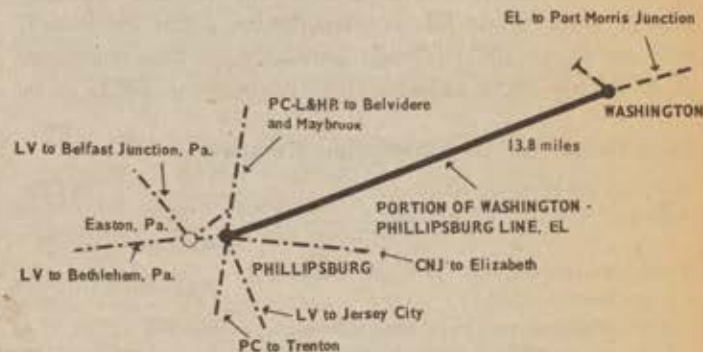 EL to Port Morris Junction
PC-L&HR to Belvidere
and Maybrook
WASHINGTON
LV to Belfast Junction, Pa.
13.8 miles
Easton, Pa.
PORTION OF WASHINGTON -
PHILLIPSBURG LINE, EL
PHILLIPSBURG
CNJ to Elizabeth
LV to Bethlehem, Pa.
LV to Jersey City
PC to Trenton